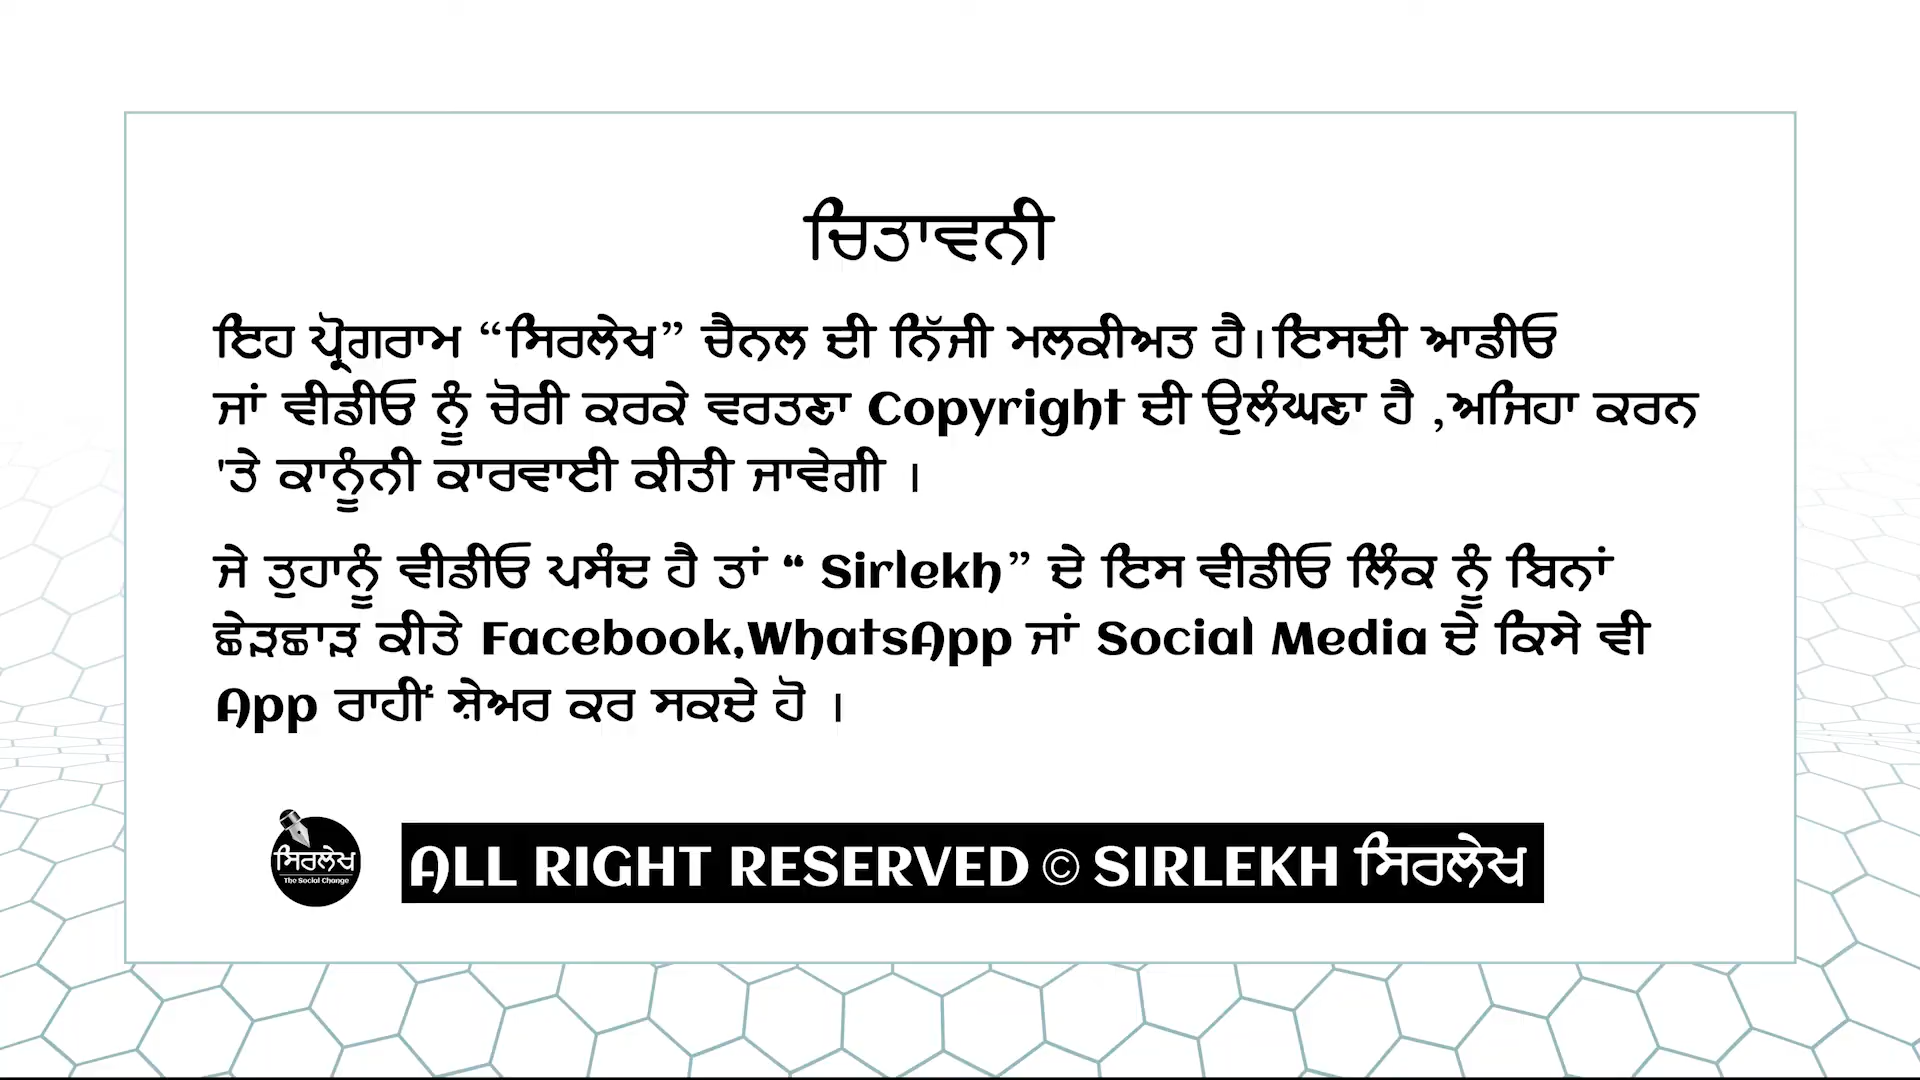 ਚਿਤਾਵਨੀ
ਇਹ ਪ੍ਰੋਗਰਾਮ “ਸਿਰਲੇਖ” ਚੈਨਲ ਦੀ ਨਿੱਜੀ ਮਲਕੀਅਤ ਹੈ।ਇਸਦੀ ਆਡੀਓ
ਜਾਂ ਵੀਡੀਓ ਨੂੰ ਚੋਰੀ ਕਰਕੇ ਵਰਤਣਾ Copyright ਦੀ ਉਲੰਘਣਾ ਹੈ ,ਅਜਿਹਾ ਕਰਨ
'ਤੇ ਕਾਨੂੰਨੀ ਕਾਰਵਾਈ ਕੀਤੀ ਜਾਵੇਗੀ ।
ਜੇ ਤੁਹਾਨੂੰ ਵੀਡੀਓ ਪਸੰਦ ਹੈ ਤਾਂ “ Sirlekh” ਦੇ ਇਸ ਵੀਡੀਓ ਲਿੰਕ ਨੂੰ ਬਿਨਾਂ
ਛੇੜਛਾੜ ਕੀਤੇ Facebook,WhatsApp ਜਾਂ Social Media ਦੇ ਕਿਸੇ ਵੀ
App ਰਾਹੀਂ ਸ਼ੇਅਰ ਕਰ ਸਕਦੇ ਹੋ ।
ਸਿਰਲੇਖ
The Social Change
ALL RIGHT RESERVED © SIRLEKH ਸਿਰਲੇਖ